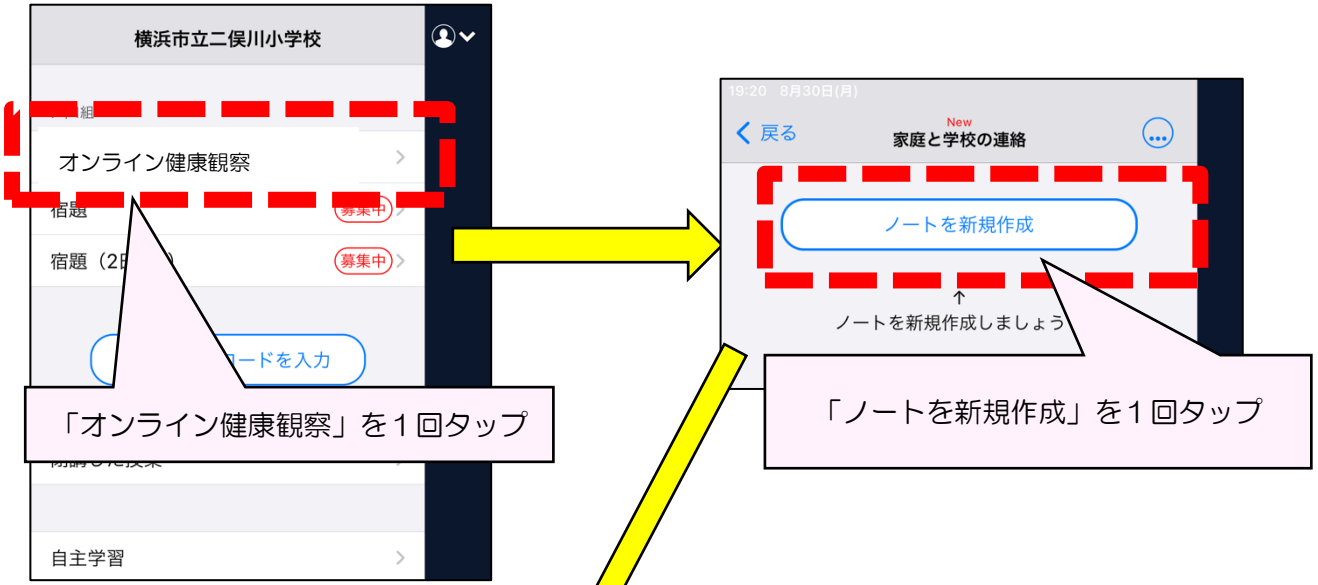 横浜市立二俣川小学校
組
オンライン健康観察
宿題
募集中
宿題（2日
募集中
コードを入力
「オンライン健康観察」を１回タップ
自主学習
19:20 8月30日(月)
戻る
New
家庭と学校の連絡
ノートを新規作成
↑
ノートを新規作成しましょう
「ノートを新規作成」を１回タップ